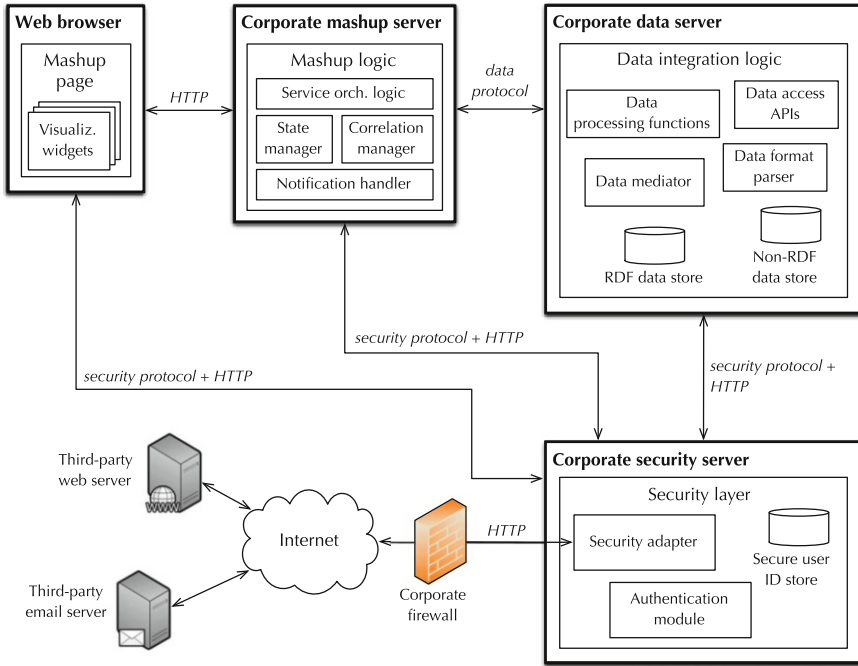 Web browser
Mashup
page
Visualiz.
widgets
HTTP
Corporate mashup server
Mashup logic
Service orch. logic
State
manager
Correlation
manager
Notification handler
data
protocol
Corporate data server
Data integration logic
Data
processing functions
Data access
APIs
Data mediator
Data format
parser
RDF data store
Non-RDF
data store
security protocol + HTTP
security protocol + HTTP
security protocol +
HTTP
Third-party
web server
WWW
Internet
Third-party
email server
Corporate
firewall
HTTP
Corporate security server
Security layer
Security adapter
Secure user
ID store
Authentication
module